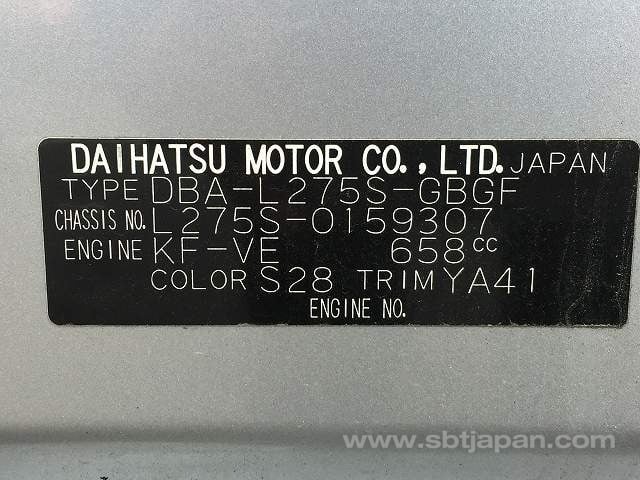 DAIHATSU MOTOR CO., LTD. JAPAN
TYPE DBA-L275S-GBGF
CHASSIS NO. L275S-0159307
ENGINE KF-VE 658cc
COLOR S28 TRIM YA41
ENGINE NO.
www.sbtjapan.com